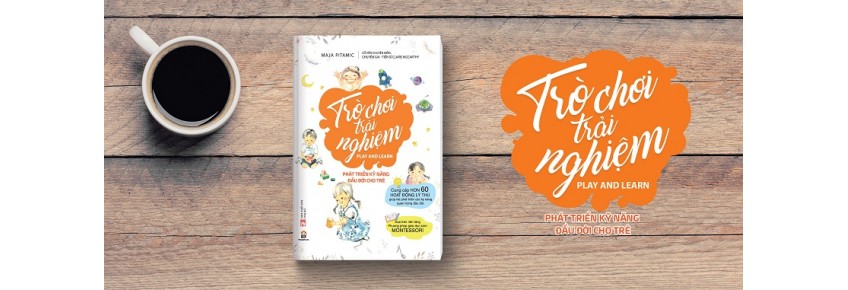 MAJA PITAMIC
Trò chơi
trải
nghiệm
PLAY AND LEARN
PHÁT TRIỂN KỸ NĂNG
ĐẦU ĐỜI CHO TRẺ
Cung cấp HƠN 60
HOẠT ĐỘNG LÝ THÚ
MONTESSORI
Trò chơi
trải
nghiệm
PLAY AND LEARN
PHÁT TRIỂN KỸ NĂNG
ĐẦU ĐỜI CHO TRẺ